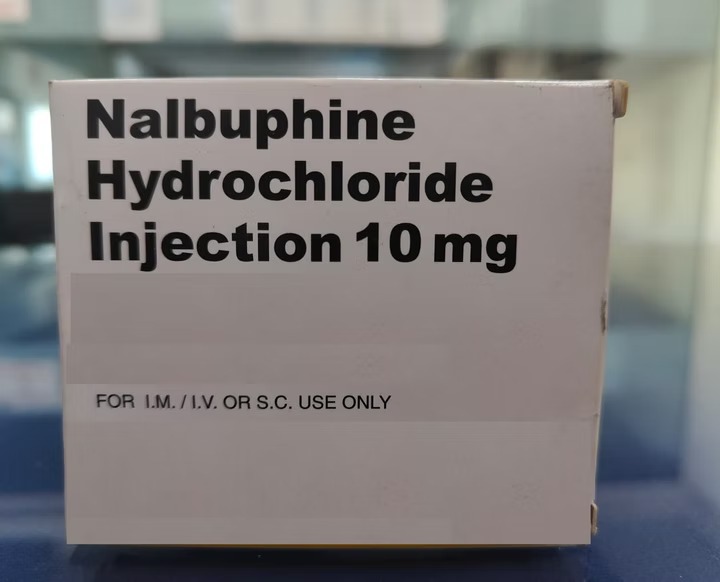 Nalbuphine
Hydrochloride
Injection 10 mg
FOR I.M. / I.V. OR S.C. USE ONLY